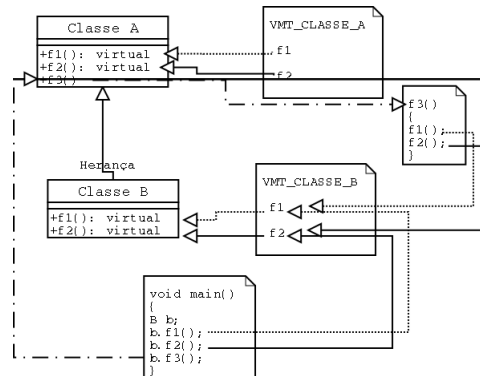 Classe A
+f1(): virtual
+f2(): virtual
+f3()
VMT_CLASSE_A
f1
f2
f3()
{
f1();
f2();
}
Herança
Classe B
+f1(): virtual
+f2(): virtual
VMT_CLASSE_B
f1
f2
void main()
{
B b;
b.f1();
b.f2();
b.f3();
}